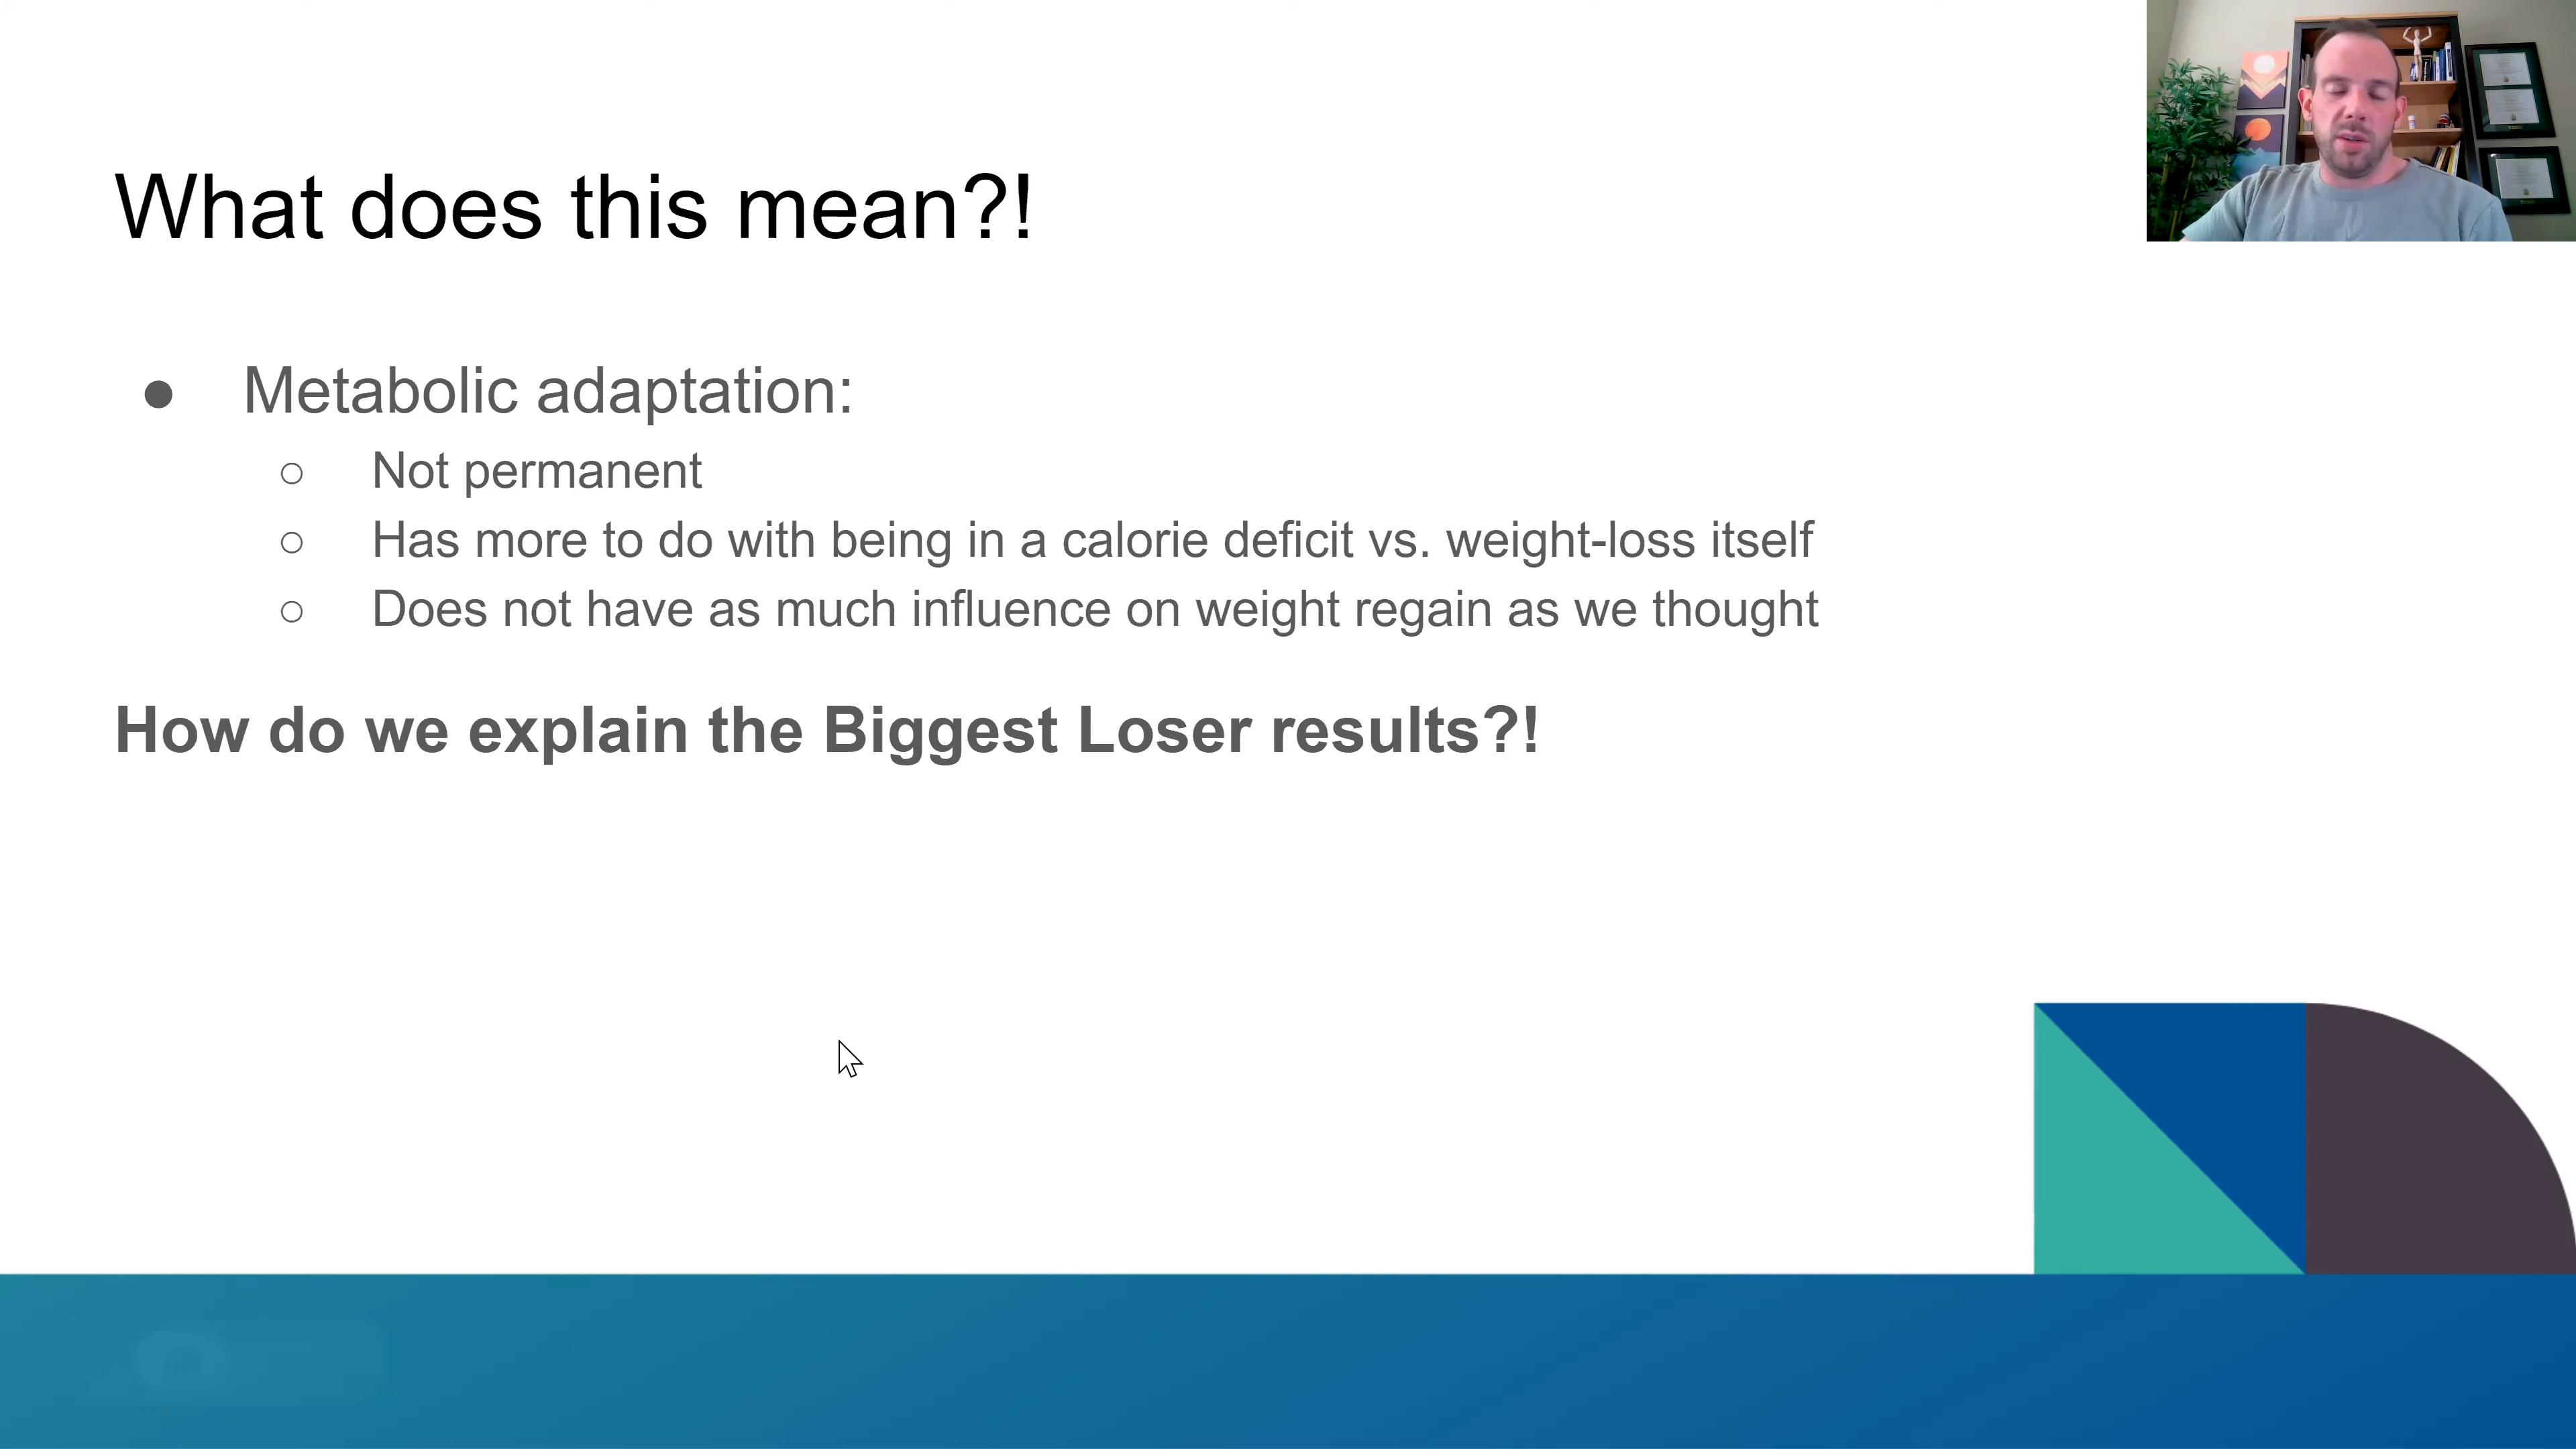 What does this mean?!
● Metabolic adaptation:
○ Not permanent
○ Has more to do with being in a calorie deficit vs. weight-loss itself
○ Does not have as much influence on weight regain as we thought
How do we explain the Biggest Loser results?!